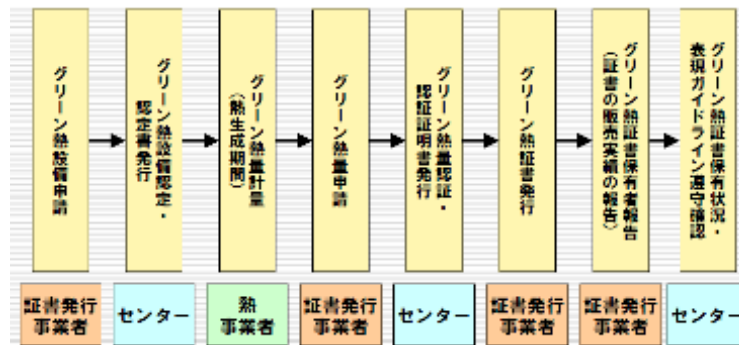 グリーン熱設備申請
グリーン熱設備認定・
認定書発行
グリーン熱量計量
(熱生成期間)
グリーン熱量申請
グリーン熱量認証・
認証証明書発行
グリーン熱証書発行
グリーン熱証書保有者報告
(証書の販売実績の報告)
グリーン熱証書保有状況・
表現ガイドライン遵守確認
証書発行
事業者
センター
熱
事業者
証書発行
事業者
センター
証書発行
事業者
証書発行
事業者
センター